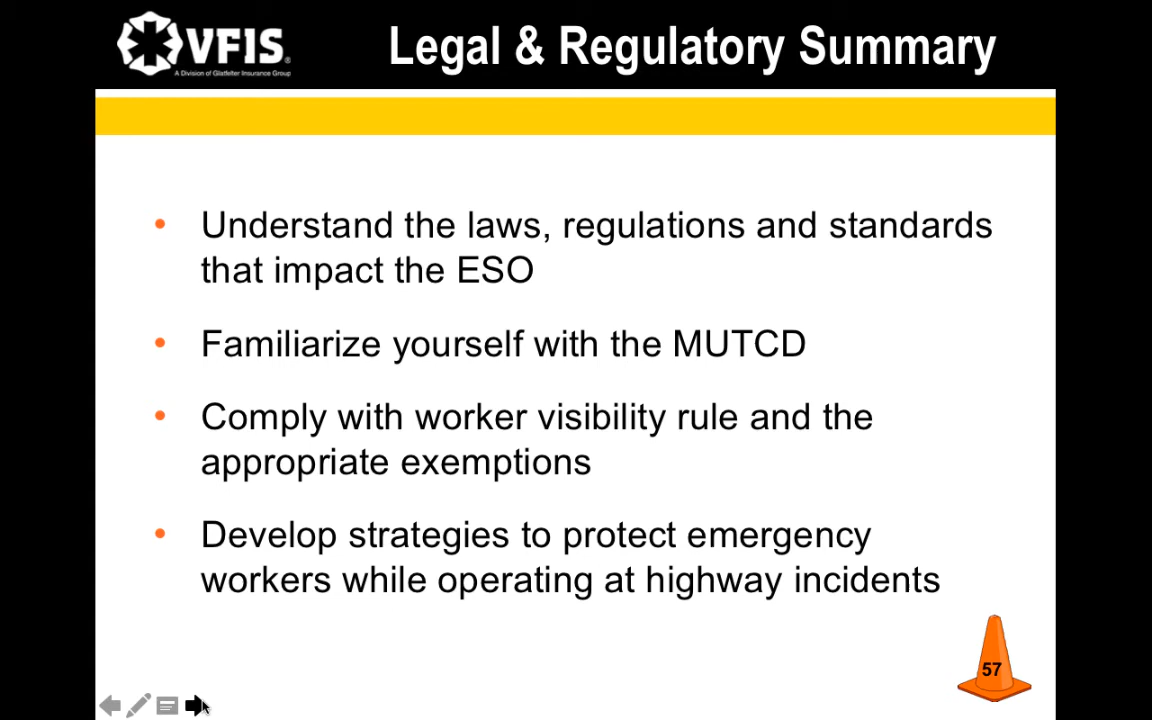 VFIS®
A Division of Glatfelter Insurance Group
Legal & Regulatory Summary
• Understand the laws, regulations and standards
that impact the ESO
• Familiarize yourself with the MUTCD
• Comply with worker visibility rule and the
appropriate exemptions
• Develop strategies to protect emergency
workers while operating at highway incidents
57